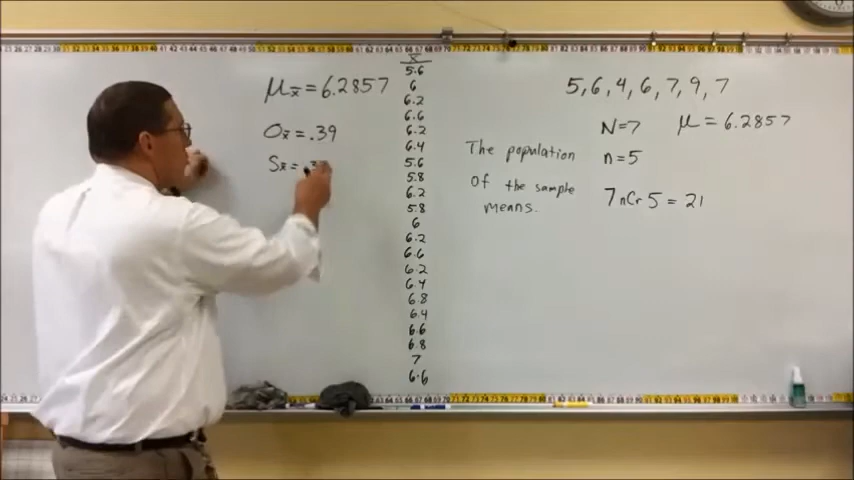 μx̄ = 6.2857
σx̄ = .39
Sx̄ =
x̄
5.6
6
6.2
6.6
6.2
6.4
5.6
5.8
6.2
5.8
6
6.2
6.6
6.2
6.4
6.8
6.4
6.6
6.8
7
6.6
The population
of the sample
means.
5, 6, 4, 6, 7, 9, 7
N=7 μ = 6.2857
n=5
7 nCr 5 = 21